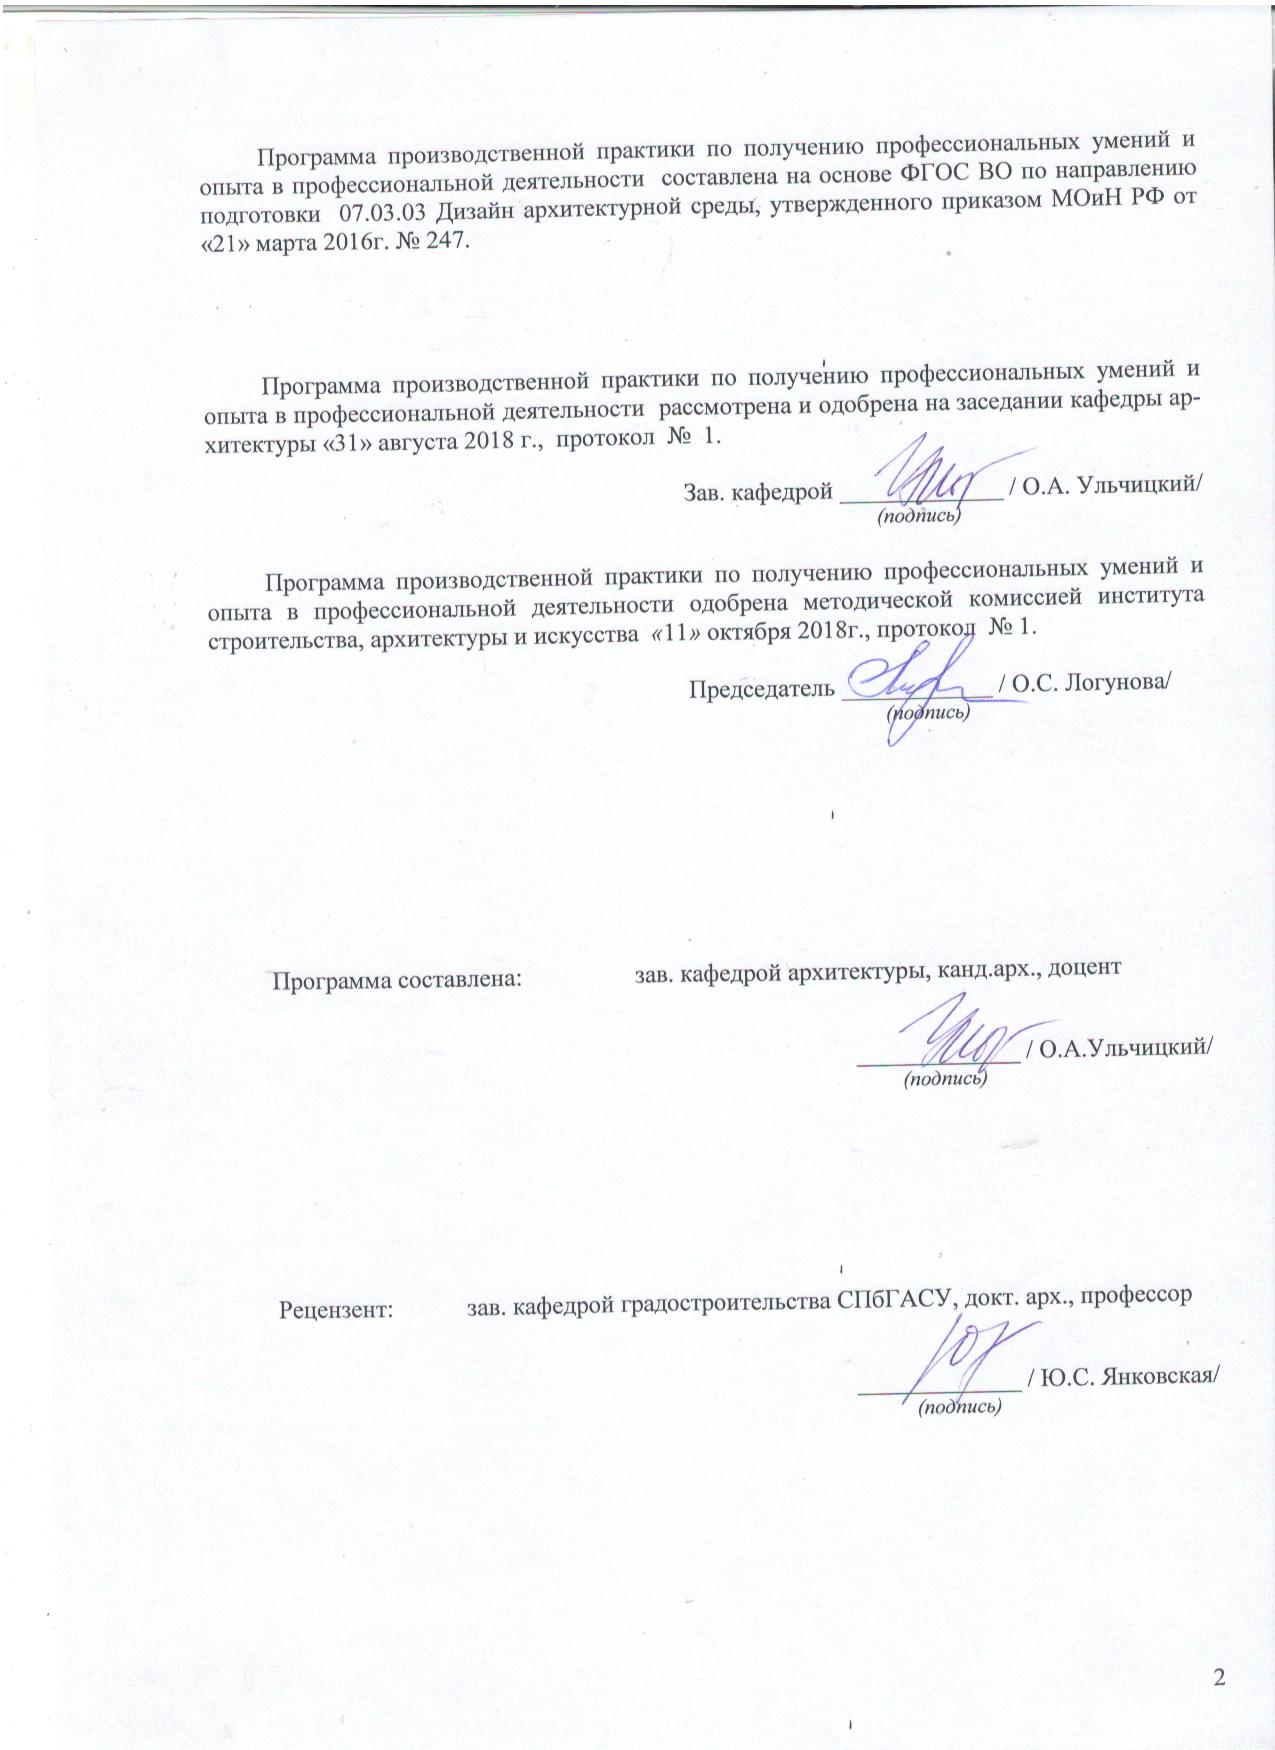 Программа производственной практики по получению профессиональных умений и
опыта в профессиональной деятельности составлена на основе ФГОС ВО по направлению
подготовки 07.03.03 Дизайн архитектурной среды, утвержденного приказом МОиН РФ от
«21» марта 2016г. № 247.
Программа производственной практики по получению профессиональных умений и
опыта в профессиональной деятельности рассмотрена и одобрена на заседании кафедры ар-
хитектуры «31» августа 2018 г., протокол № 1.
Зав. кафедрой _____________ / О.А. Ульчицкий/
(подпись)
Программа производственной практики по получению профессиональных умений и
опыта в профессиональной деятельности одобрена методической комиссией института
строительства, архитектуры и искусства «11» октября 2018г., протокол № 1.
Председатель ____________ / О.С. Логунова/
(подпись)
Программа составлена: зав. кафедрой архитектуры, канд.арх., доцент
_____________ / О.А.Ульчицкий/
(подпись)
Рецензент: зав. кафедрой градостроительства СПбГАСУ, докт. арх., профессор
_____________ / Ю.С. Янковская/
(подпись)
2